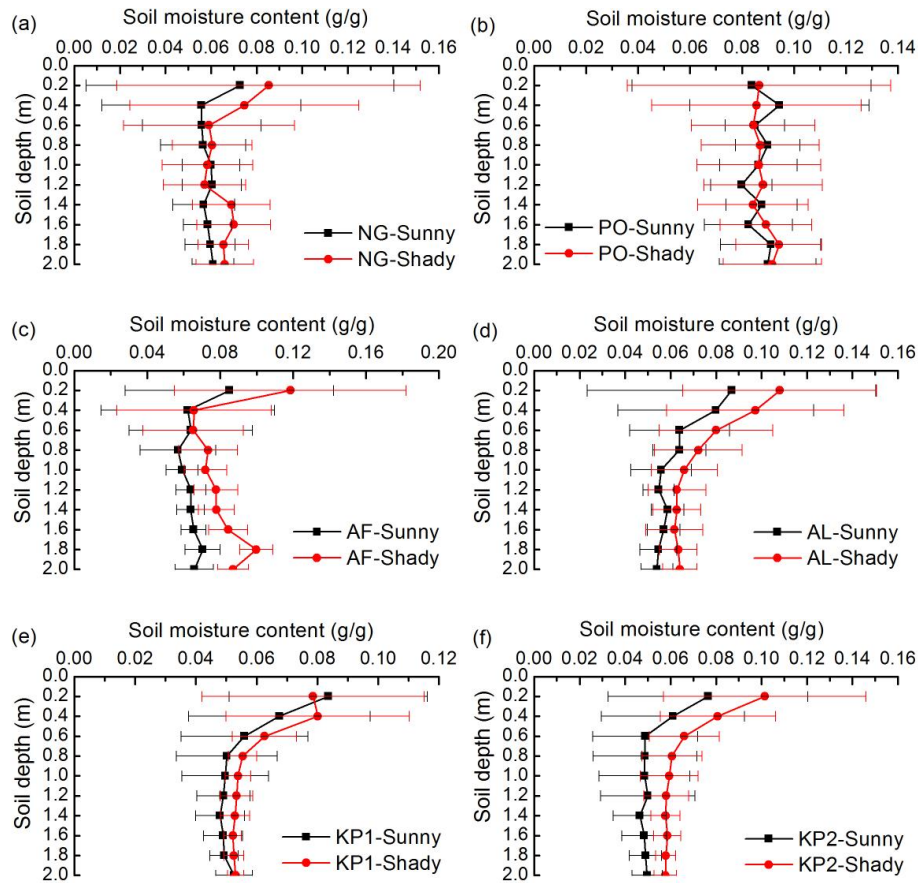 (a)
Soil moisture content (g/g)
0.00 0.02 0.04 0.06 0.08 0.10 0.12 0.14 0.16
Soil depth (m)
0.0
0.2
0.4
0.6
0.8
1.0
1.2
1.4
1.6
1.8
2.0
NG-Sunny
NG-Shady
(b)
Soil moisture content (g/g)
0.00 0.02 0.04 0.06 0.08 0.10 0.12 0.14
Soil depth (m)
0.0
0.2
0.4
0.6
0.8
1.0
1.2
1.4
1.6
1.8
2.0
PO-Sunny
PO-Shady
(c)
Soil moisture content (g/g)
0.00 0.04 0.08 0.12 0.16 0.20
Soil depth (m)
0.0
0.2
0.4
0.6
0.8
1.0
1.2
1.4
1.6
1.8
2.0
AF-Sunny
AF-Shady
(d)
Soil moisture content (g/g)
0.00 0.02 0.04 0.06 0.08 0.10 0.12 0.14 0.16
Soil depth (m)
0.0
0.2
0.4
0.6
0.8
1.0
1.2
1.4
1.6
1.8
2.0
AL-Sunny
AL-Shady
(e)
Soil moisture content (g/g)
0.00 0.02 0.04 0.06 0.08 0.10 0.12
Soil depth (m)
0.0
0.2
0.4
0.6
0.8
1.0
1.2
1.4
1.6
1.8
2.0
KP1-Sunny
KP1-Shady
(f)
Soil moisture content (g/g)
0.00 0.02 0.04 0.06 0.08 0.10 0.12 0.14 0.16
Soil depth (m)
0.0
0.2
0.4
0.6
0.8
1.0
1.2
1.4
1.6
1.8
2.0
KP2-Sunny
KP2-Shady